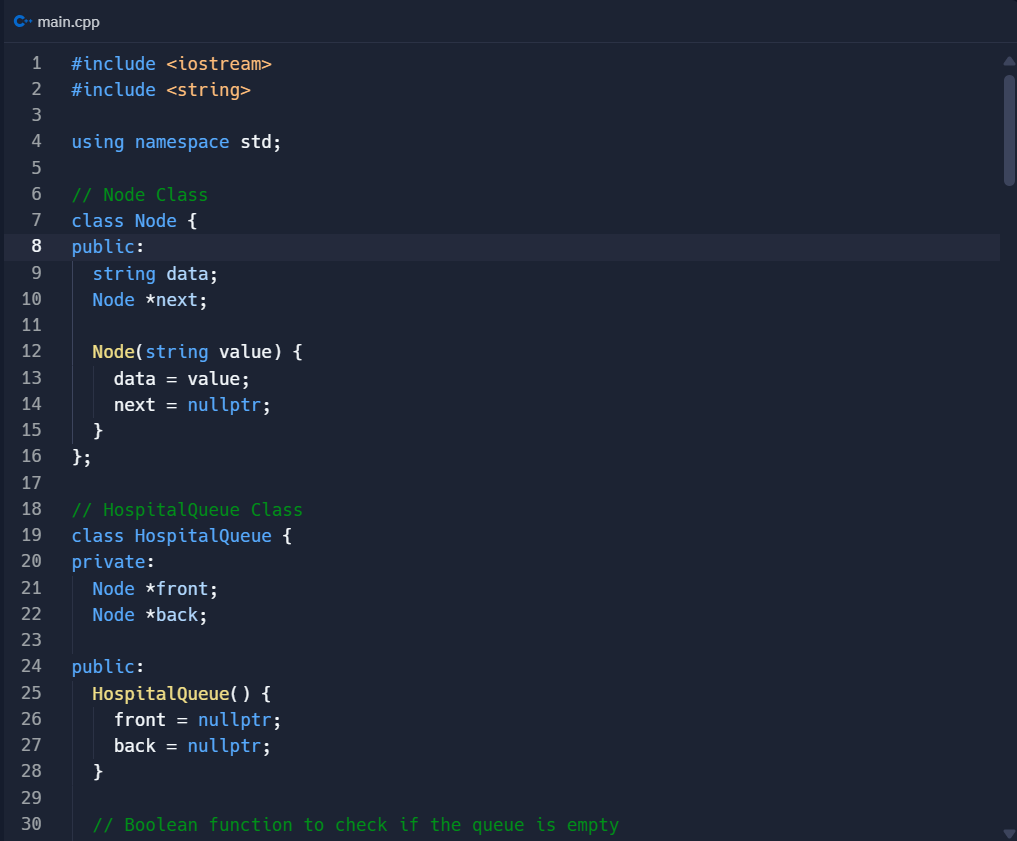 main.cpp
1 #include <iostream>
2 #include <string>
3
4 using namespace std;
5
6 // Node Class
7 class Node {
8 public:
9   string data;
10   Node *next;
11
12   Node(string value) {
13     data = value;
14     next = nullptr;
15   }
16 };
17
18 // HospitalQueue Class
19 class HospitalQueue {
20 private:
21   Node *front;
22   Node *back;
23
24 public:
25   HospitalQueue() {
26     front = nullptr;
27     back = nullptr;
28   }
29
30   // Boolean function to check if the queue is empty